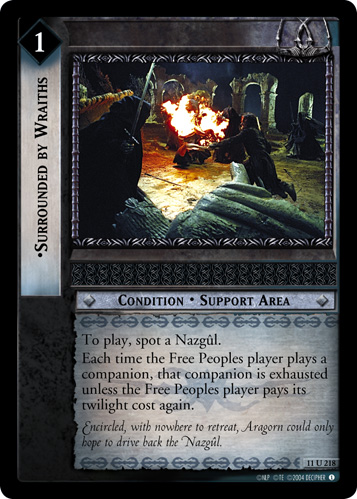 1
•Surrounded by Wraiths
Condition • Support Area
To play, spot a Nazgûl.
Each time the Free Peoples player plays a
companion, that companion is exhausted
unless the Free Peoples player pays its
twilight cost again.
Encircled, with nowhere to retreat, Aragorn could only
hope to drive back the Nazgûl.
11 U 218
©NLP ©TE ©2004 DECIPHER